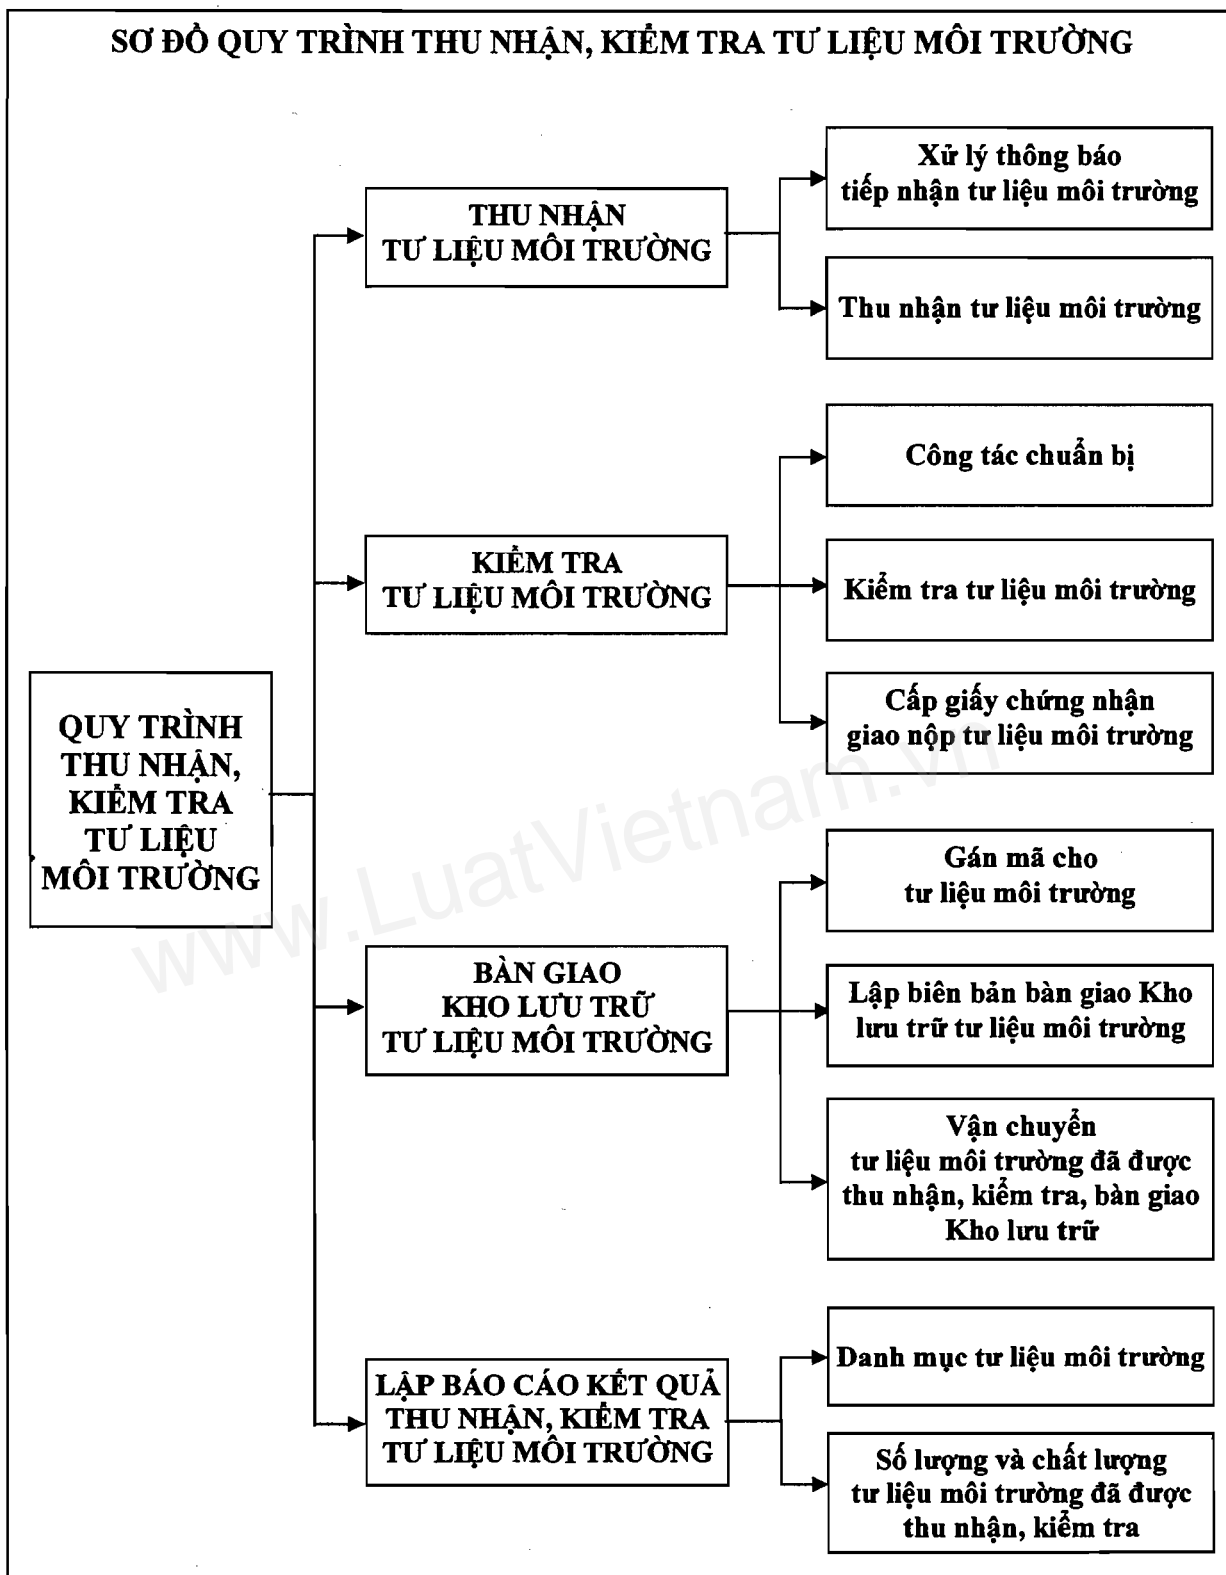 SƠ ĐỒ QUY TRÌNH THU NHẬN, KIỂM TRA TƯ LIỆU MÔI TRƯỜNG
QUY TRÌNH
THU NHẬN,
KIỂM TRA
TƯ LIỆU
MÔI TRƯỜNG
THU NHẬN
TƯ LIỆU MÔI TRƯỜNG
Xử lý thông báo
tiếp nhận tư liệu môi trường
Thu nhận tư liệu môi trường
KIỂM TRA
TƯ LIỆU MÔI TRƯỜNG
Công tác chuẩn bị
Kiểm tra tư liệu môi trường
Cấp giấy chứng nhận
giao nộp tư liệu môi trường
BÀN GIAO
KHO LƯU TRỮ
TƯ LIỆU MÔI TRƯỜNG
Gán mã cho
tư liệu môi trường
Lập biên bản bàn giao Kho
lưu trữ tư liệu môi trường
Vận chuyển
tư liệu môi trường đã được
thu nhận, kiểm tra, bàn giao
Kho lưu trữ
LẬP BÁO CÁO KẾT QUẢ
THU NHẬN, KIỂM TRA
TƯ LIỆU MÔI TRƯỜNG
Danh mục tư liệu môi trường
Số lượng và chất lượng
tư liệu môi trường đã được
thu nhận, kiểm tra
www.LuatVietnam.vn